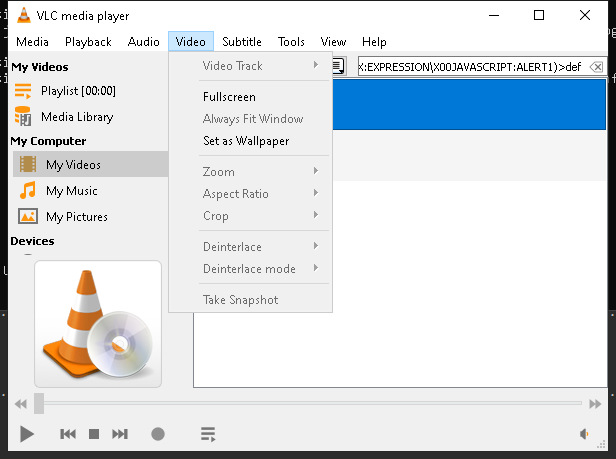 VLC media player
Media Playback Audio Video Subtitle Tools View Help
My Videos
Playlist [00:00]
Media Library
My Computer
My Videos
My Music
My Pictures
Devices
Video Track
Fullscreen
Always Fit Window
Set as Wallpaper
Zoom
Aspect Ratio
Crop
Deinterlace
Deinterlace mode
Take Snapshot
X:EXPRESSION\X00JAVASCRIPT:ALERT1)>def